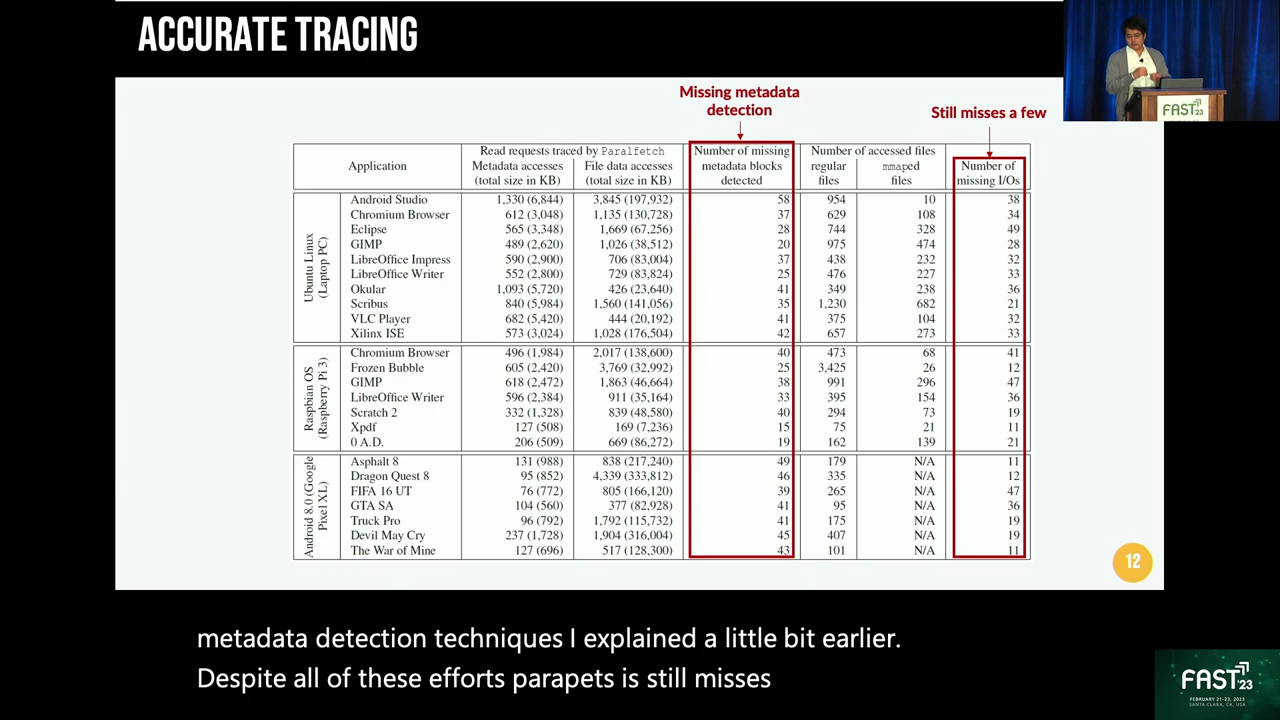 ACCURATE TRACING
FAST'23
Missing metadata
detection
Still misses a few
Application
Read requests traced by Paralfetch
Metadata accesses
(total size in KB)
File data accesses
(total size in KB)
Number of missing
metadata blocks
detected
Number of accessed files
regular
files
mmaped
files
Number of
missing I/Os
Ubuntu Linux
(Laptop PC)
Android Studio 1,330 (6,844) 3,845 (197,932) 58 954 10 38
Chromium Browser 612 (3,048) 1,135 (130,728) 37 629 108 34
Eclipse 565 (3,348) 1,669 (67,256) 28 744 328 49
GIMP 489 (2,620) 1,026 (38,512) 20 975 474 28
LibreOffice Impress 590 (2,900) 706 (83,004) 37 438 232 32
LibreOffice Writer 552 (2,800) 729 (83,824) 25 476 227 33
Okular 1,093 (5,720) 426 (23,640) 41 349 238 36
Scribus 840 (5,984) 1,560 (141,056) 35 1,230 682 21
VLC Player 682 (5,420) 444 (20,192) 41 375 104 32
Xilinx ISE 573 (3,024) 1,028 (176,504) 42 657 273 33
Raspbian OS
(Raspberry Pi 3)
Chromium Browser 496 (1,984) 2,017 (138,600) 40 473 68 41
Frozen Bubble 605 (2,420) 3,769 (32,992) 25 3,425 26 12
GIMP 618 (2,472) 1,863 (46,664) 38 991 296 47
LibreOffice Writer 596 (2,384) 911 (35,164) 33 395 154 36
Scratch 2 332 (1,328) 839 (48,580) 40 294 73 19
Xpdf 127 (508) 169 (7,236) 15 75 21 11
0 A.D. 206 (509) 669 (86,272) 19 162 139 21
Android 8.0 (Google
Pixel XL)
Asphalt 8 131 (988) 838 (217,240) 49 179 N/A 11
Dragon Quest 8 95 (852) 4,339 (333,812) 46 335 N/A 12
FIFA 16 UT 76 (772) 805 (166,120) 39 265 N/A 47
GTA SA 104 (560) 377 (82,928) 41 95 N/A 36
Truck Pro 96 (792) 1,792 (115,732) 41 175 N/A 19
Devil May Cry 237 (1,728) 1,904 (316,004) 45 407 N/A 19
The War of Mine 127 (696) 517 (128,300) 43 101 N/A 11
12
metadata detection techniques I explained a little bit earlier.
Despite all of these efforts parapets is still misses
FAST'23
FEBRUARY 21–23, 2023
SANTA CLARA, CA, USA